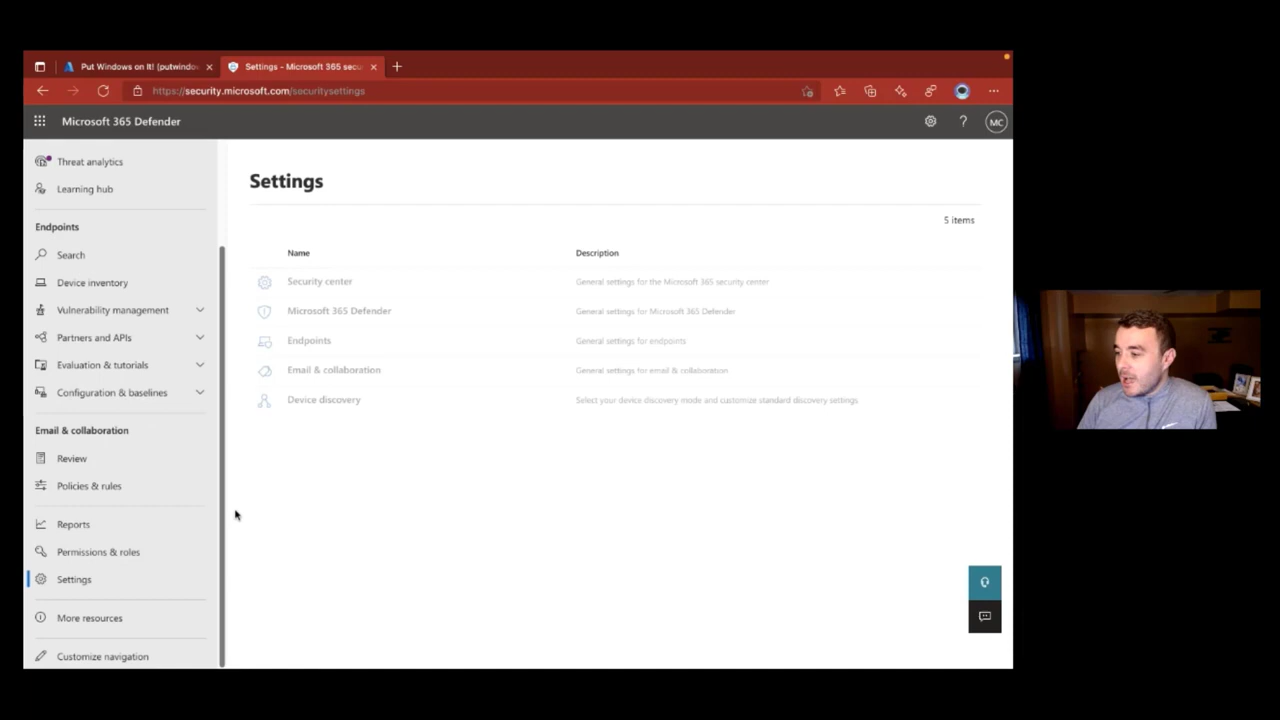 Put Windows on It! (putwindo
Settings - Microsoft 365 secu
https://security.microsoft.com/securitysettings
Microsoft 365 Defender
MC
Threat analytics
Learning hub
Endpoints
Search
Device inventory
Vulnerability management
Partners and APIs
Evaluation & tutorials
Configuration & baselines
Email & collaboration
Review
Policies & rules
Reports
Permissions & roles
Settings
More resources
Customize navigation
Settings
5 items
Name Description
Security center General settings for the Microsoft 365 security center
Microsoft 365 Defender General settings for Microsoft 365 Defender
Endpoints General settings for endpoints
Email & collaboration General settings for email & collaboration
Device discovery Select your device discovery mode and customize standard discovery settings